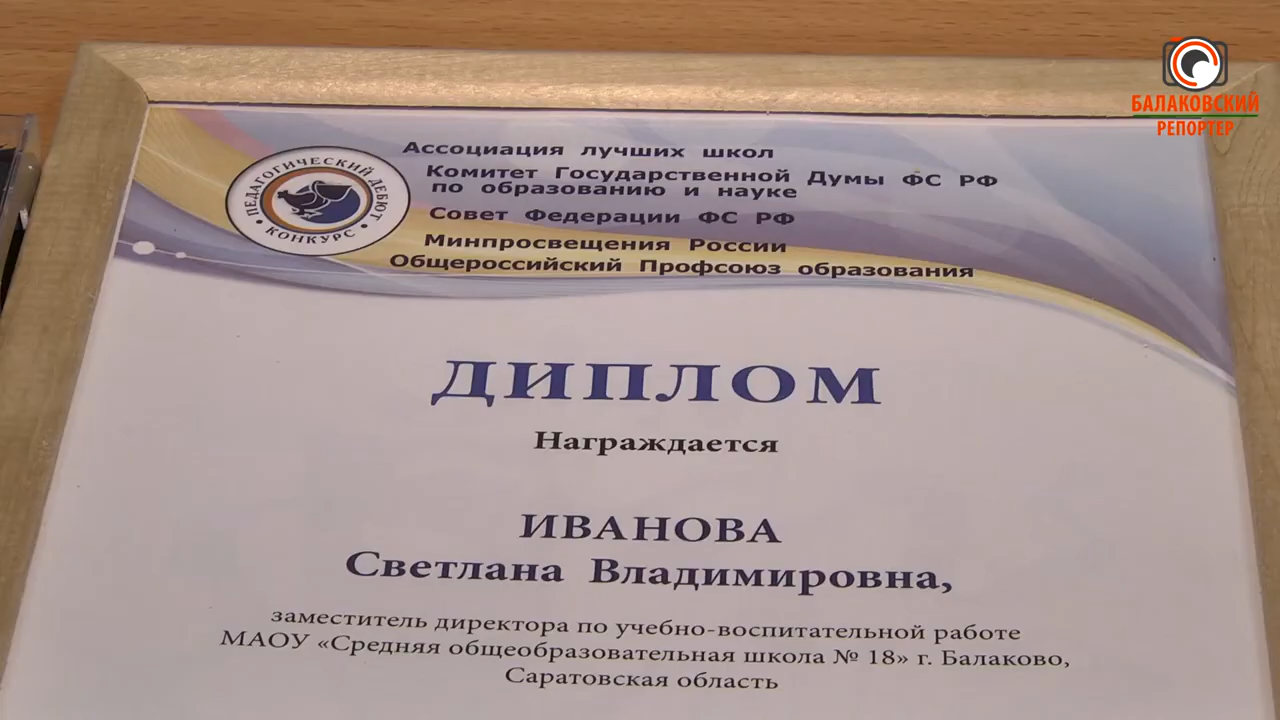 БАЛАКОВСКИЙ
РЕПОРТЕР
ПЕДАГОГИЧЕСКИЙ ДЕБЮТ
• КОНКУРС •
Ассоциация лучших школ
Комитет Государственной Думы ФС РФ
по образованию и науке
Совет Федерации ФС РФ
Минпросвещения России
Общероссийский Профсоюз образования
ДИПЛОМ
Награждается
ИВАНОВА
Светлана Владимировна,
заместитель директора по учебно-воспитательной работе
МАОУ «Средняя общеобразовательная школа № 18» г. Балаково,
Саратовская область